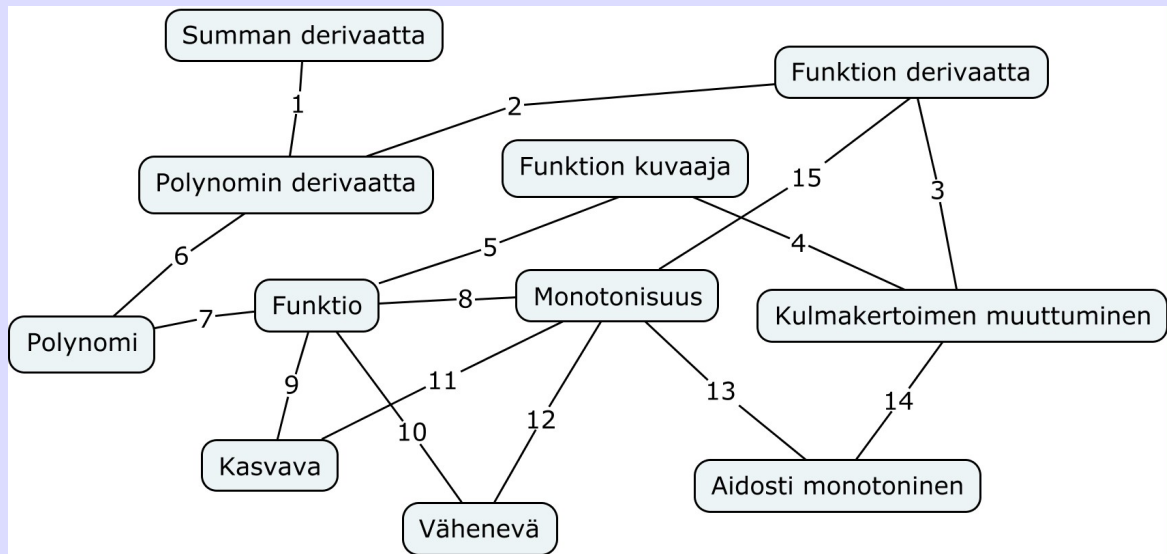 Summan derivaatta
Funktion derivaatta
1
2
Polynomin derivaatta
Funktion kuvaaja
15
3
6
5
4
Funktio
8
Monotonisuus
Kulmakertoimen muuttuminen
Polynomi
7
9
11
13
14
10
12
Kasvava
Aidosti monotoninen
Vähenevä